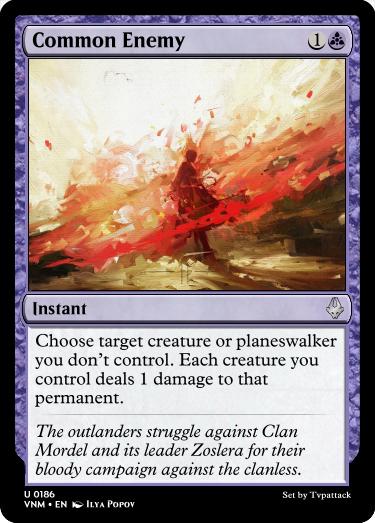 Common Enemy 1
Instant
Choose target creature or planeswalker
you don't control. Each creature you
control deals 1 damage to that
permanent.
The outlanders struggle against Clan
Mordel and its leader Zoslera for their
bloody campaign against the clanless.
U 0186
VNM • EN Ilya Popov
Set by Tvpattack